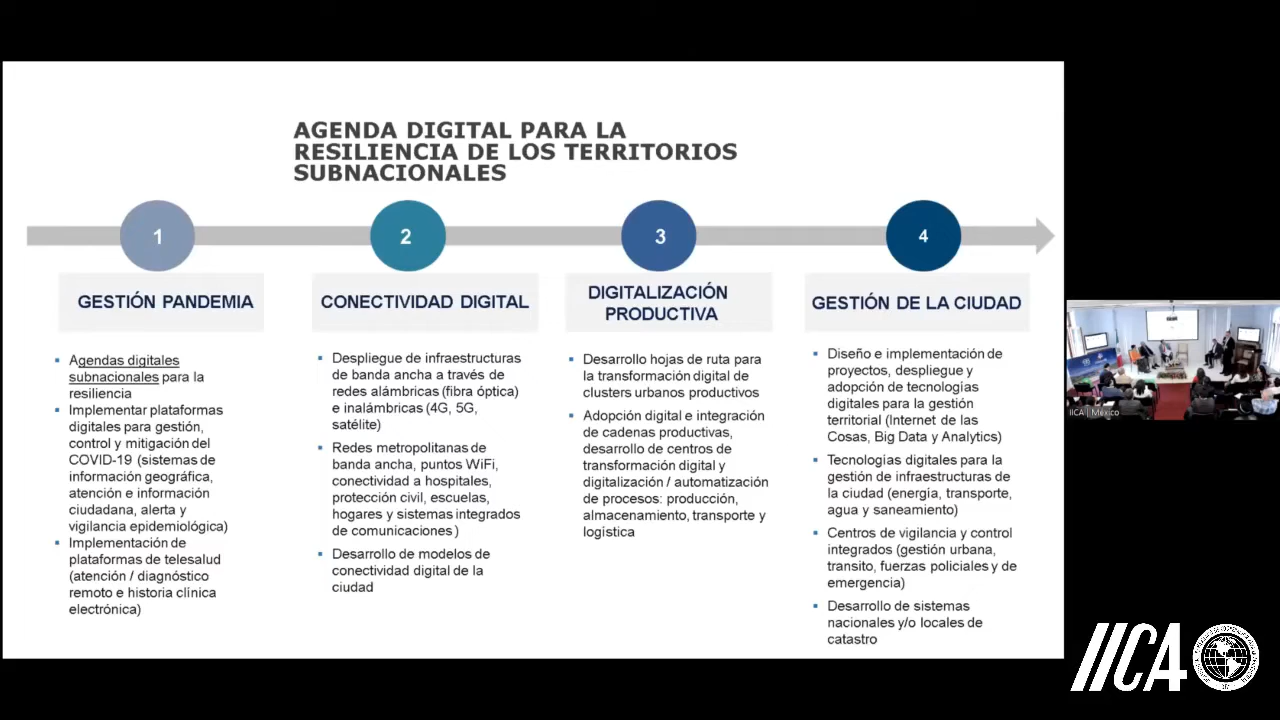 AGENDA DIGITAL PARA LA
RESILIENCIA DE LOS TERRITORIOS
SUBNACIONALES
1
2
3
4
GESTIÓN PANDEMIA
CONECTIVIDAD DIGITAL
DIGITALIZACIÓN
PRODUCTIVA
GESTIÓN DE LA CIUDAD
▪ Agendas digitales
subnacionales para la
resiliencia
▪ Implementar plataformas
digitales para gestión,
control y mitigación del
COVID-19 (sistemas de
información geográfica,
atención e información
ciudadana, alerta y
vigilancia epidemiológica)
▪ Implementación de
plataformas de telesalud
(atención / diagnóstico
remoto e historia clínica
electrónica)
▪ Despliegue de infraestructuras
de banda ancha a través de
redes alámbricas (fibra óptica)
e inalámbricas (4G, 5G,
satélite)
▪ Redes metropolitanas de
banda ancha, puntos WiFi,
conectividad a hospitales,
protección civil, escuelas,
hogares y sistemas integrados
de comunicaciones )
▪ Desarrollo de modelos de
conectividad digital de la
ciudad
▪ Desarrollo hojas de ruta para
la transformación digital de
clusters urbanos productivos
▪ Adopción digital e integración
de cadenas productivas,
desarrollo de centros de
transformación digital y
digitalización / automatización
de procesos: producción,
almacenamiento, transporte y
logística
▪ Diseño e implementación de
proyectos, despliegue y
adopción de tecnologías
digitales para la gestión
territorial (Internet de las
Cosas, Big Data y Analytics)
▪ Tecnologías digitales para la
gestión de infraestructuras de
la ciudad (energía, transporte,
agua y saneamiento)
▪ Centros de vigilancia y control
integrados (gestión urbana,
transito, fuerzas policiales y de
emergencia)
▪ Desarrollo de sistemas
nacionales y/o locales de
catastro
IICA | México
IICA